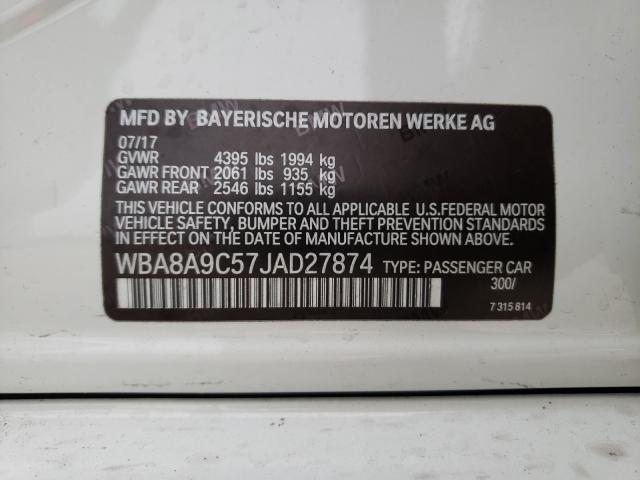 MFD BY BAYERISCHE MOTOREN WERKE AG
07/17
GVWR 4395 lbs 1994 kg
GAWR FRONT 2061 lbs 935 kg
GAWR REAR 2546 lbs 1155 kg
THIS VEHICLE CONFORMS TO ALL APPLICABLE U.S.FEDERAL MOTOR
VEHICLE SAFETY, BUMPER AND THEFT PREVENTION STANDARDS
IN EFFECT ON THE DATE OF MANUFACTURE SHOWN ABOVE.
WBA8A9C57JAD27874 TYPE: PASSENGER CAR
300/
7 315 814